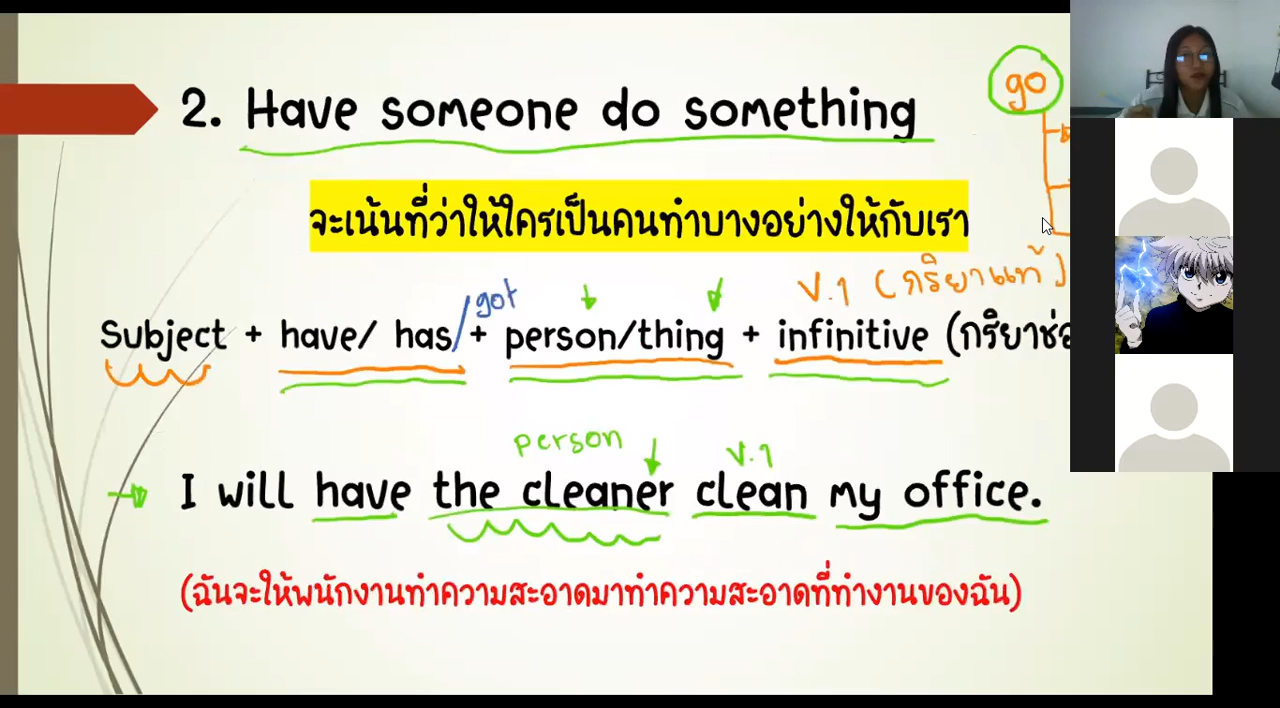 2. Have someone do something
go
จะเน้นที่ว่าให้ใครเป็นคนทำบางอย่างให้กับเรา
got
v.1 (กริยาแท้)
Subject + have/ has/ + person/thing + infinitive (กริยาช่
person
v.1
I will have the cleaner clean my office.
(ฉันจะให้พนักงานทำความสะอาดมาทำความสะอาดที่ทำงานของฉัน)